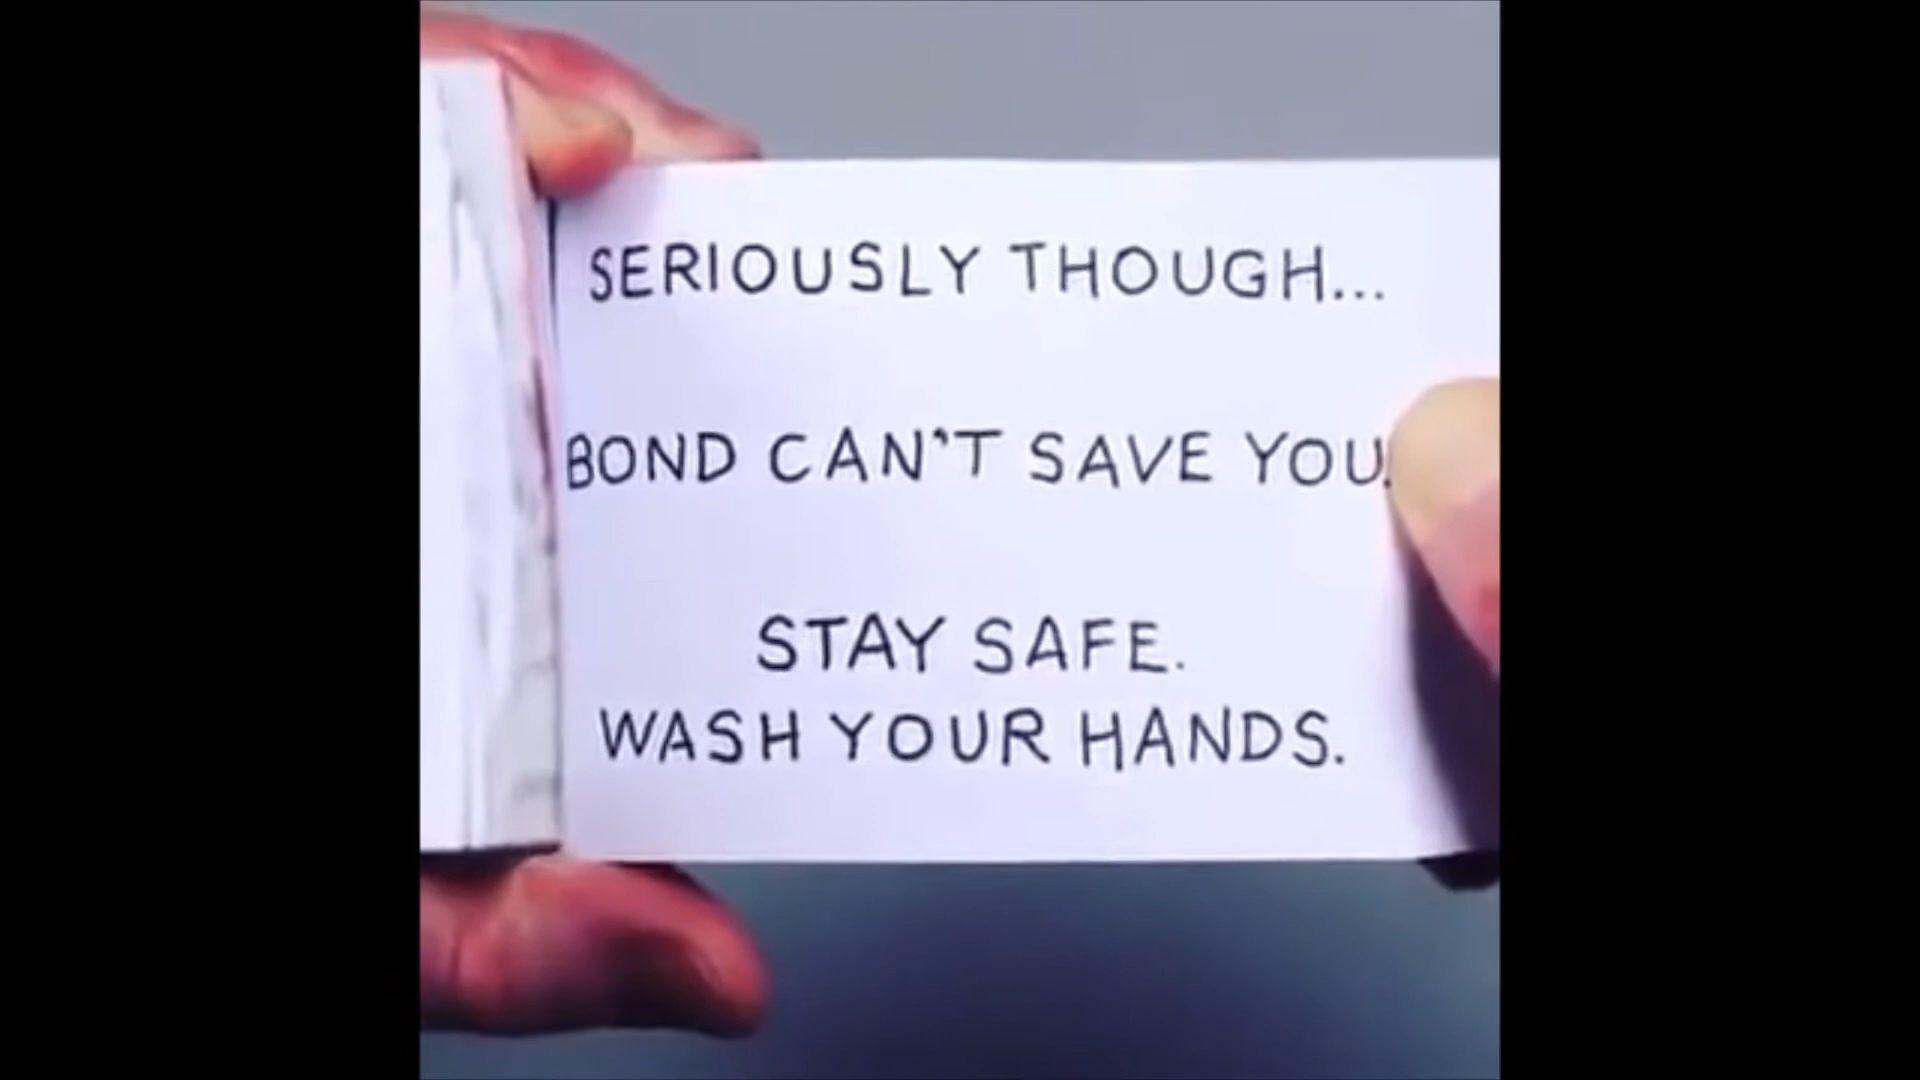 SERIOUSLY THOUGH...
BOND CAN'T SAVE YOU.
STAY SAFE.
WASH YOUR HANDS.